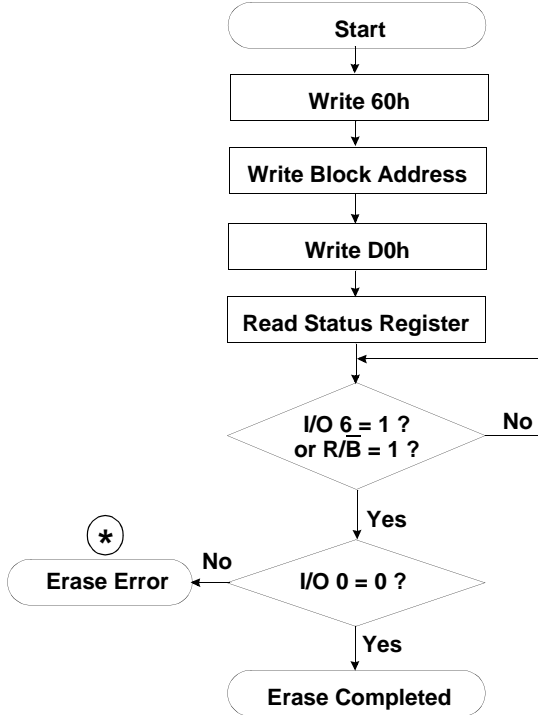 Start
Write 60h
Write Block Address
Write D0h
Read Status Register
I/O 6 = 1 ?
or R/B̅ = 1 ?
No
Yes
*
No
Erase Error
I/O 0 = 0 ?
Yes
Erase Completed